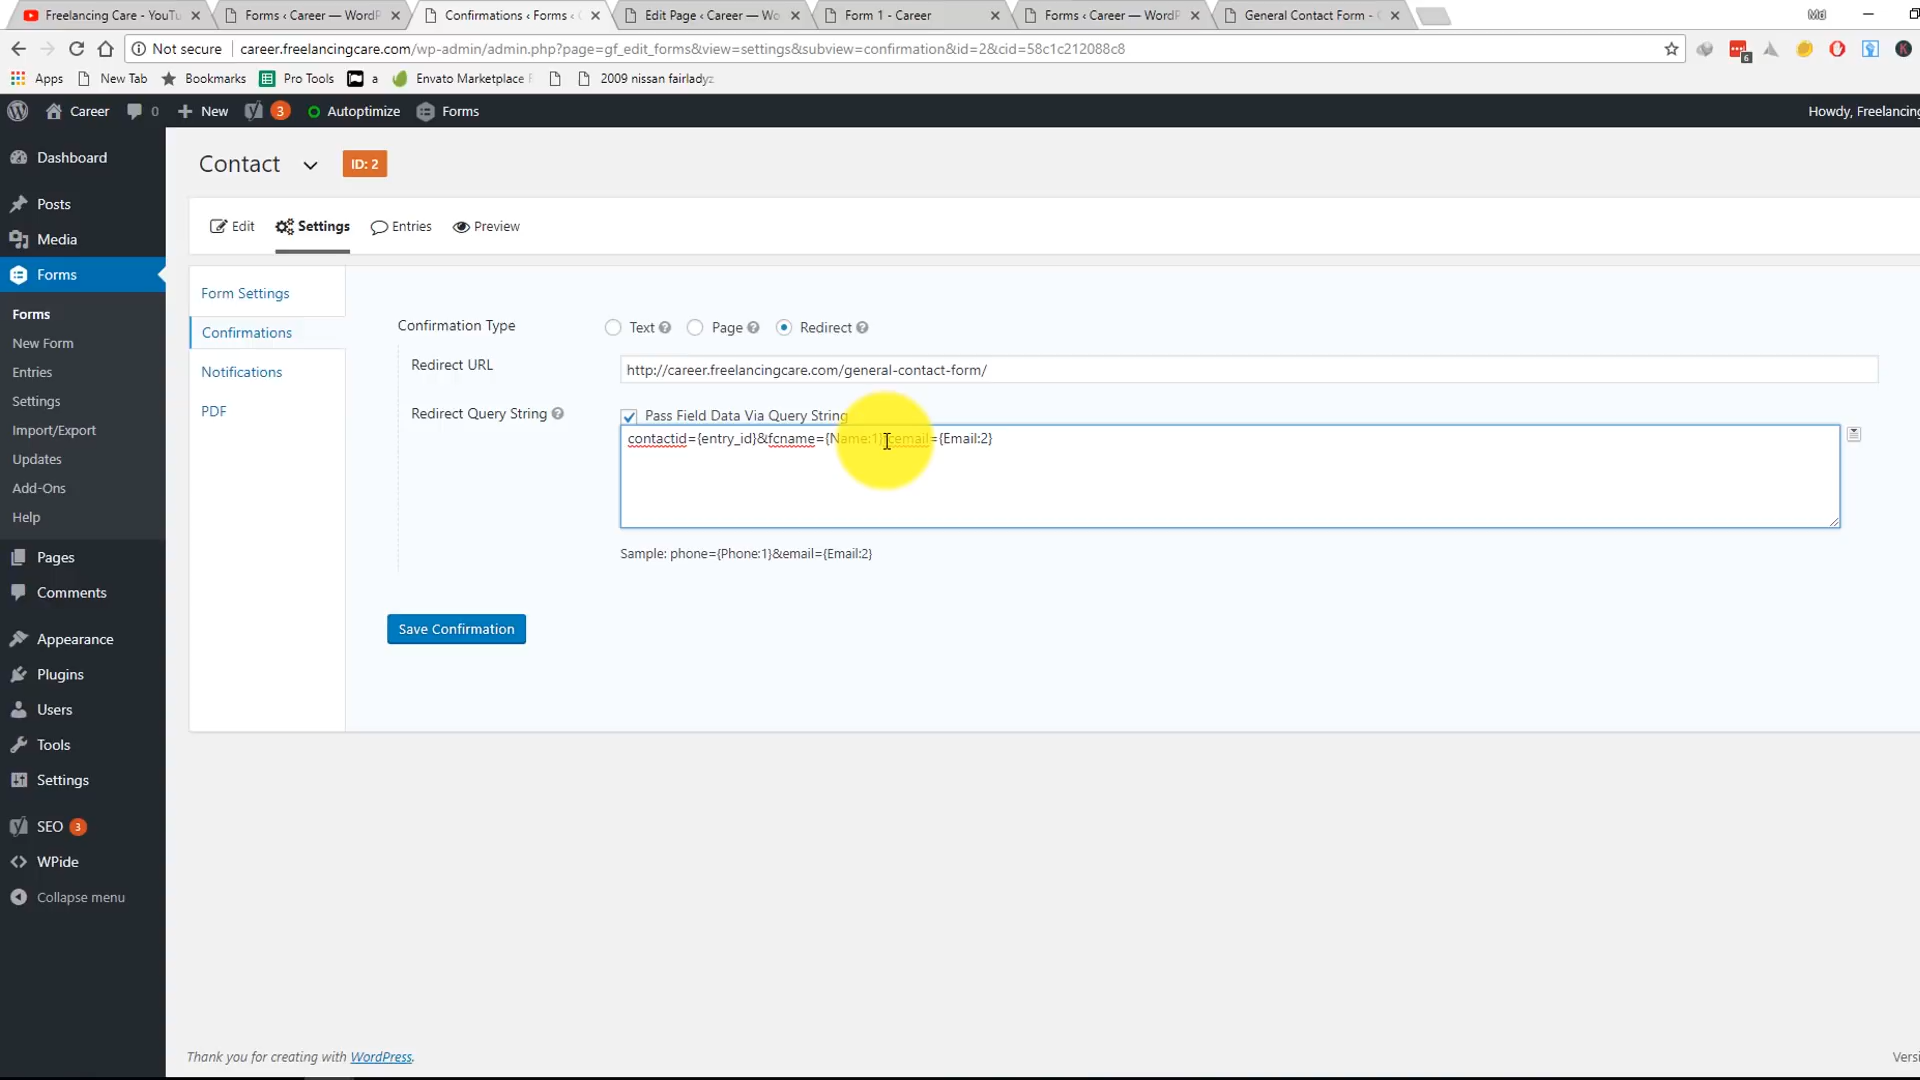 Freelancing Care - YouTu
Forms ‹ Career — WordP
Confirmations ‹ Forms ‹ C
Edit Page ‹ Career — Wo
Form 1 - Career
Forms ‹ Career — WordP
General Contact Form - C
Md
Not secure
career.freelancingcare.com/wp-admin/admin.php?page=gf_edit_forms&view=settings&subview=confirmation&id=2&cid=58c1c212088c8
6
Apps
New Tab
Bookmarks
Pro Tools
a
Envato Marketplace
2009 nissan fairladyz
Career
0
New
3
Autoptimize
Forms
Howdy, Freelancing
Dashboard
Posts
Media
Forms
Forms
New Form
Entries
Settings
Import/Export
Updates
Add-Ons
Help
Pages
Comments
Appearance
Plugins
Users
Tools
Settings
SEO 3
WPide
Collapse menu
Contact
ID: 2
Edit
Settings
Entries
Preview
Form Settings
Confirmations
Notifications
PDF
Confirmation Type
Text
Page
Redirect
Redirect URL
http://career.freelancingcare.com/general-contact-form/
Redirect Query String
Pass Field Data Via Query String
contactid={entry_id}&fcname={Name:1} cemail={Email:2}
Sample: phone={Phone:1}&email={Email:2}
Save Confirmation
Thank you for creating with WordPress.
Versi